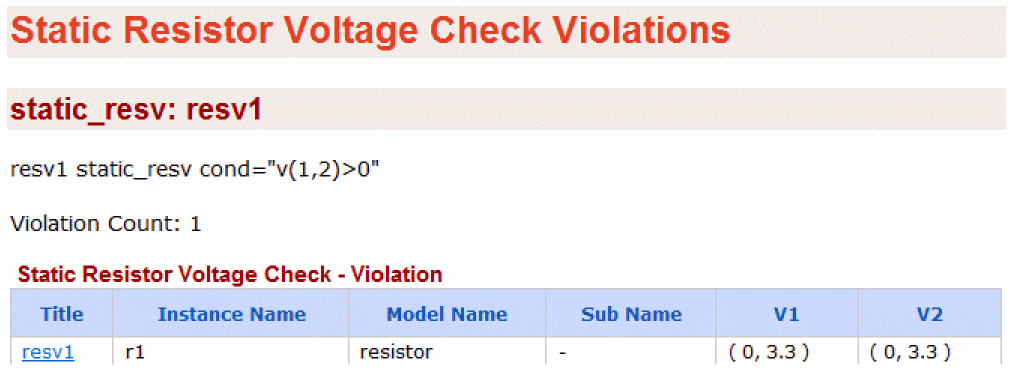 Static Resistor Voltage Check Violations
static_resv: resv1
resv1 static_resv cond="v(1,2)>0"
Violation Count: 1
Static Resistor Voltage Check - Violation
Title Instance Name Model Name Sub Name V1 V2
resv1 r1 resistor - ( 0, 3.3 ) ( 0, 3.3 )